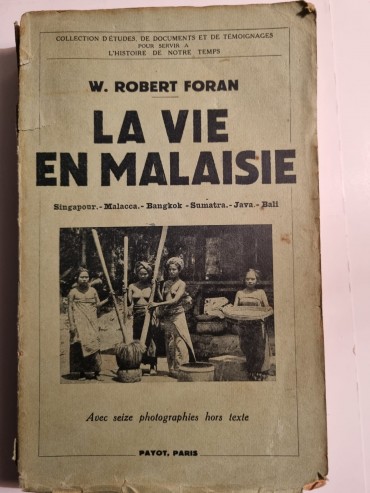 COLLECTION D'ÉTUDES, DE DOCUMENTS ET DE TÉMOIGNAGES
POUR SERVIR A
L'HISTOIRE DE NOTRE TEMPS
W. ROBERT FORAN
LA VIE
EN MALAISIE
Singapour.-Malacca.-Bangkok-Sumatra.-Java.-Bali
Avec seize photographies hors texte
PAYOT, PARIS